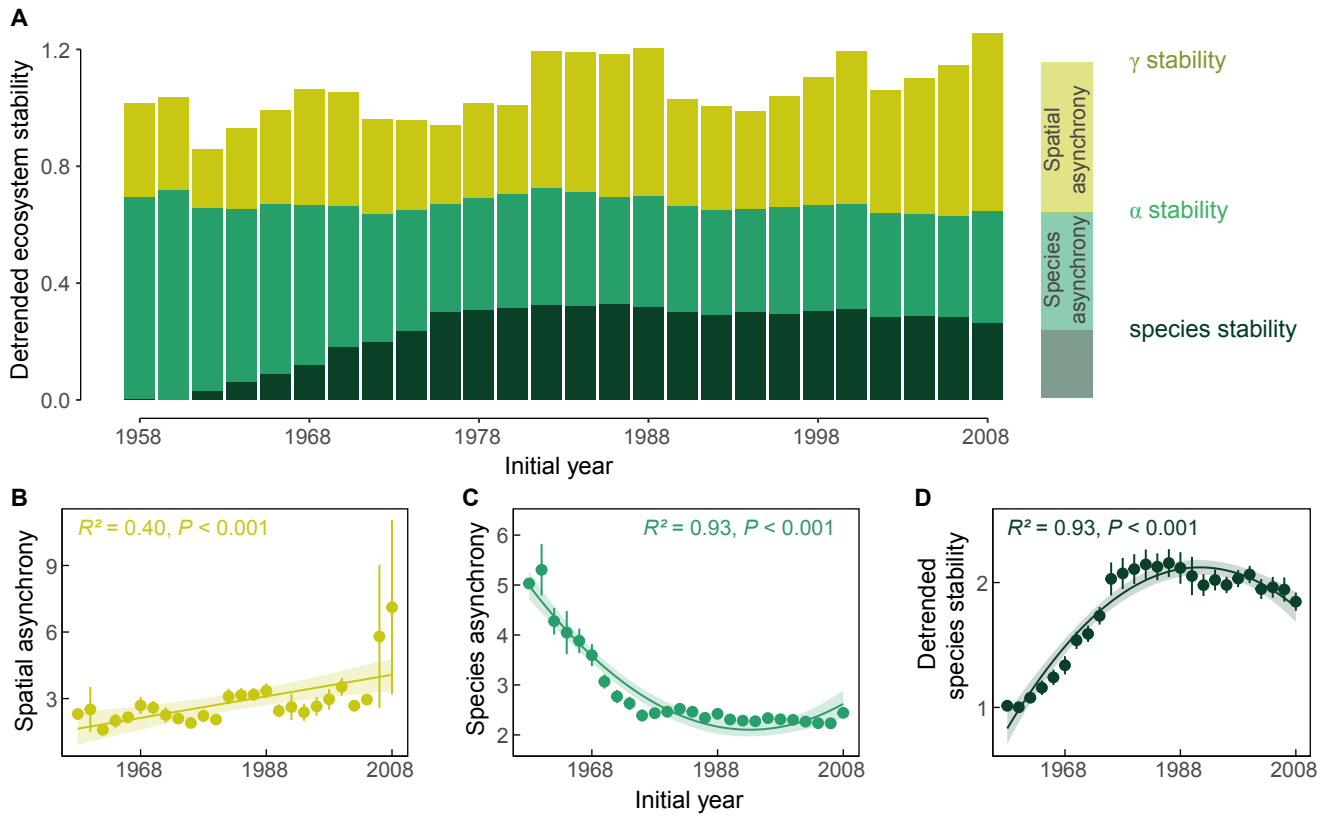 A
Detrended ecosystem stability
1.2
0.8
0.4
0.0
1958
1968
1978
1988
1998
2008
Initial year
Spatial
asynchrony
Species
asynchrony
γ stability
α stability
species stability
B
R² = 0.40, P < 0.001
Spatial asynchrony
9
6
3
1968
1988
2008
C
R² = 0.93, P < 0.001
Species asynchrony
6
5
4
3
2
1968
1988
2008
Initial year
D
R² = 0.93, P < 0.001
Detrended
species stability
2
1
1968
1988
2008